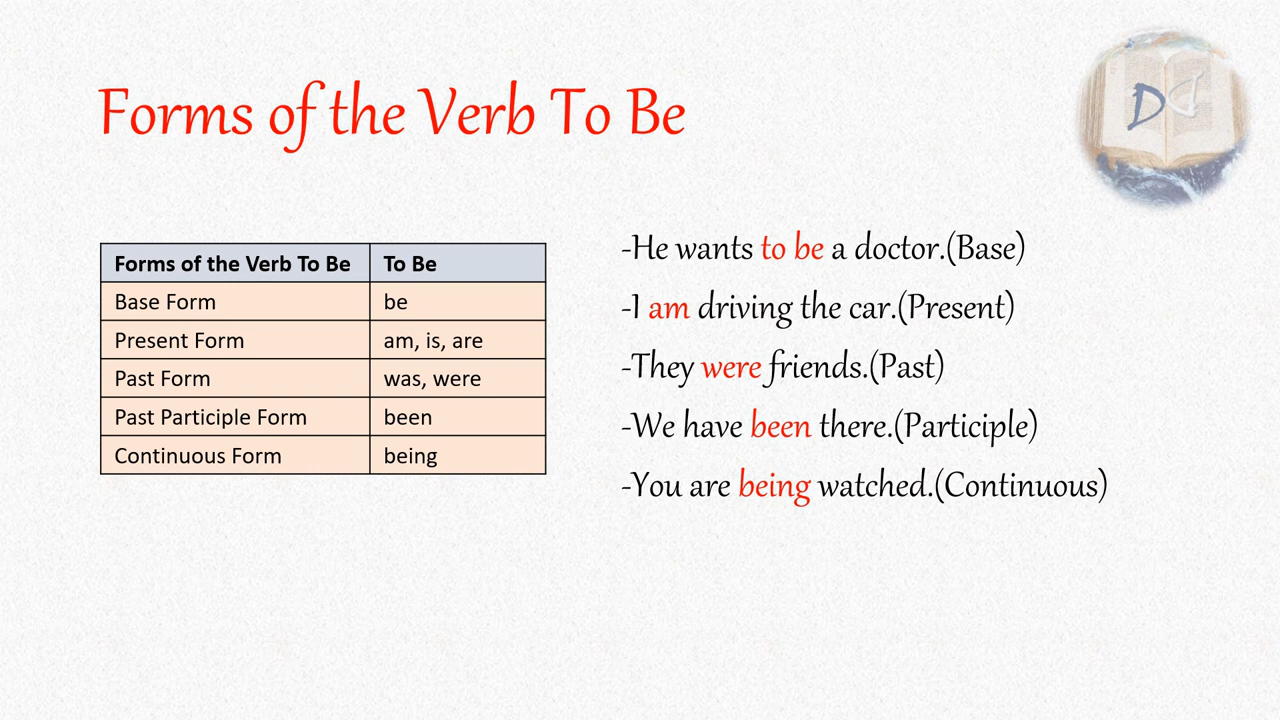 Forms of the Verb To Be
DC
Forms of the Verb To Be To Be
Base Form be
Present Form am, is, are
Past Form was, were
Past Participle Form been
Continuous Form being
-He wants to be a doctor.(Base)
-I am driving the car.(Present)
-They were friends.(Past)
-We have been there.(Participle)
-You are being watched.(Continuous)